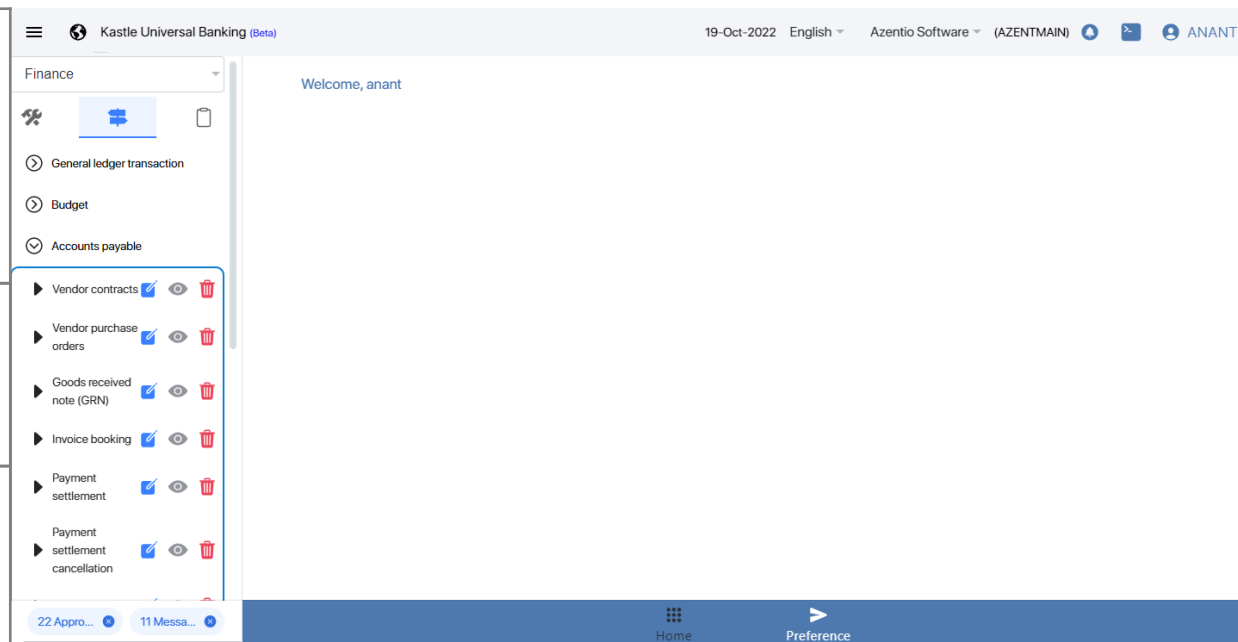 Kastle Universal Banking (Beta)
19-Oct-2022 English Azentio Software (AZENTMAIN) ANANT
Finance
Welcome, anant
General ledger transaction
Budget
Accounts payable
Vendor contracts
Vendor purchase
orders
Goods received
note (GRN)
Invoice booking
Payment
settlement
Payment
settlement
cancellation
22 Appro... 11 Messa...
Home Preference